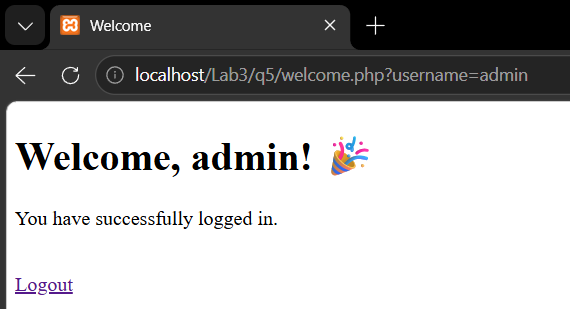 Welcome
localhost/Lab3/q5/welcome.php?username=admin
Welcome, admin! 🎉
You have successfully logged in.
Logout